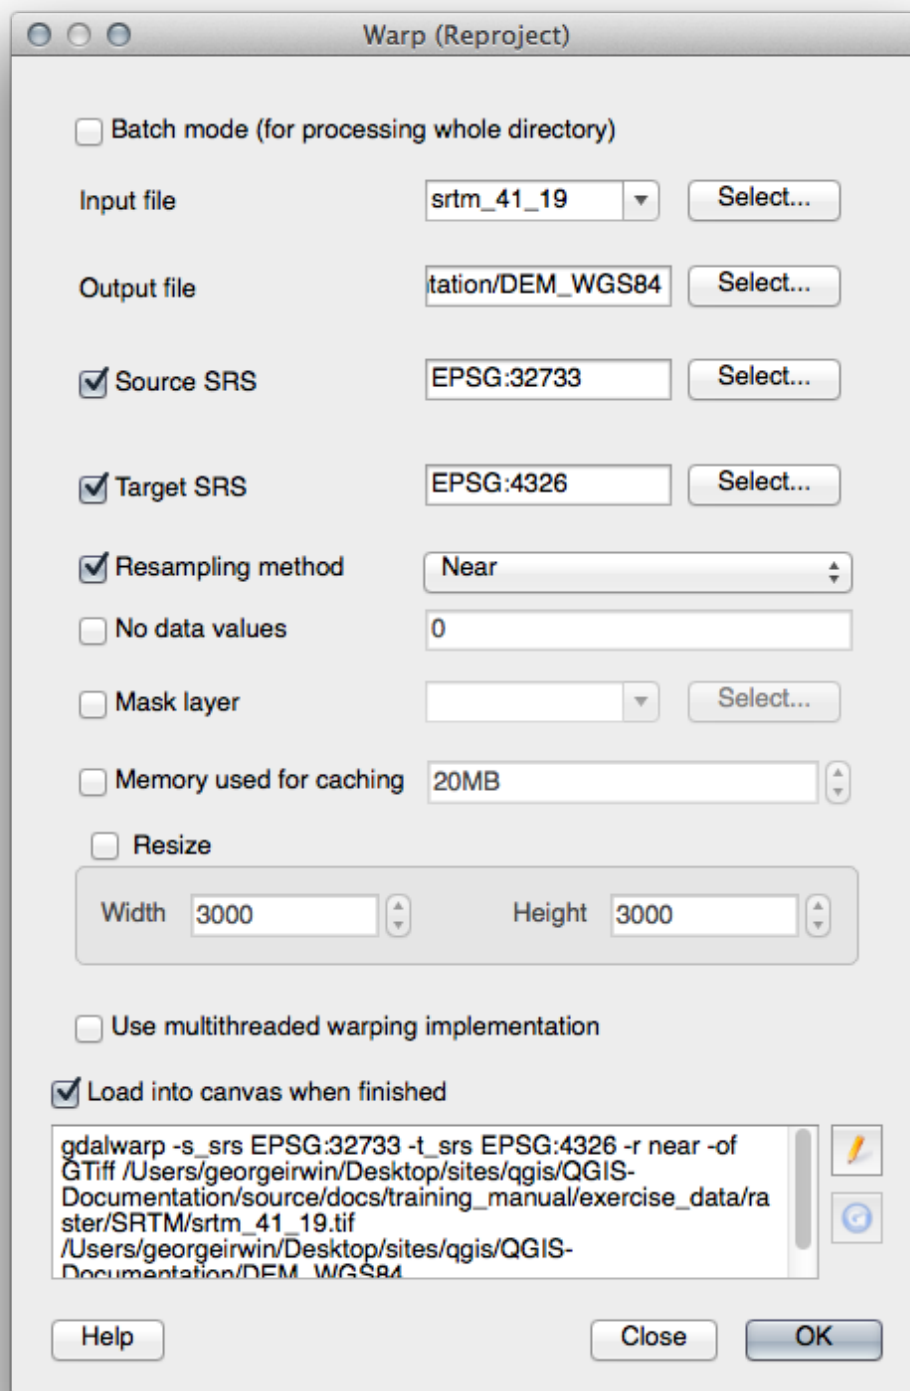 Warp (Reproject)
Batch mode (for processing whole directory)
Input file srtm_41_19 Select...
Output file tation/DEM_WGS84 Select...
Source SRS EPSG:32733 Select...
Target SRS EPSG:4326 Select...
Resampling method Near
No data values 0
Mask layer Select...
Memory used for caching 20MB
Resize
Width 3000 Height 3000
Use multithreaded warping implementation
Load into canvas when finished
gdalwarp -s_srs EPSG:32733 -t_srs EPSG:4326 -r near -of
GTiff /Users/georgeirwin/Desktop/sites/qgis/QGIS-
Documentation/source/docs/training_manual/exercise_data/ra
ster/SRTM/srtm_41_19.tif
/Users/georgeirwin/Desktop/sites/qgis/QGIS-
Documentation/DEM_WGS84
Help Close OK